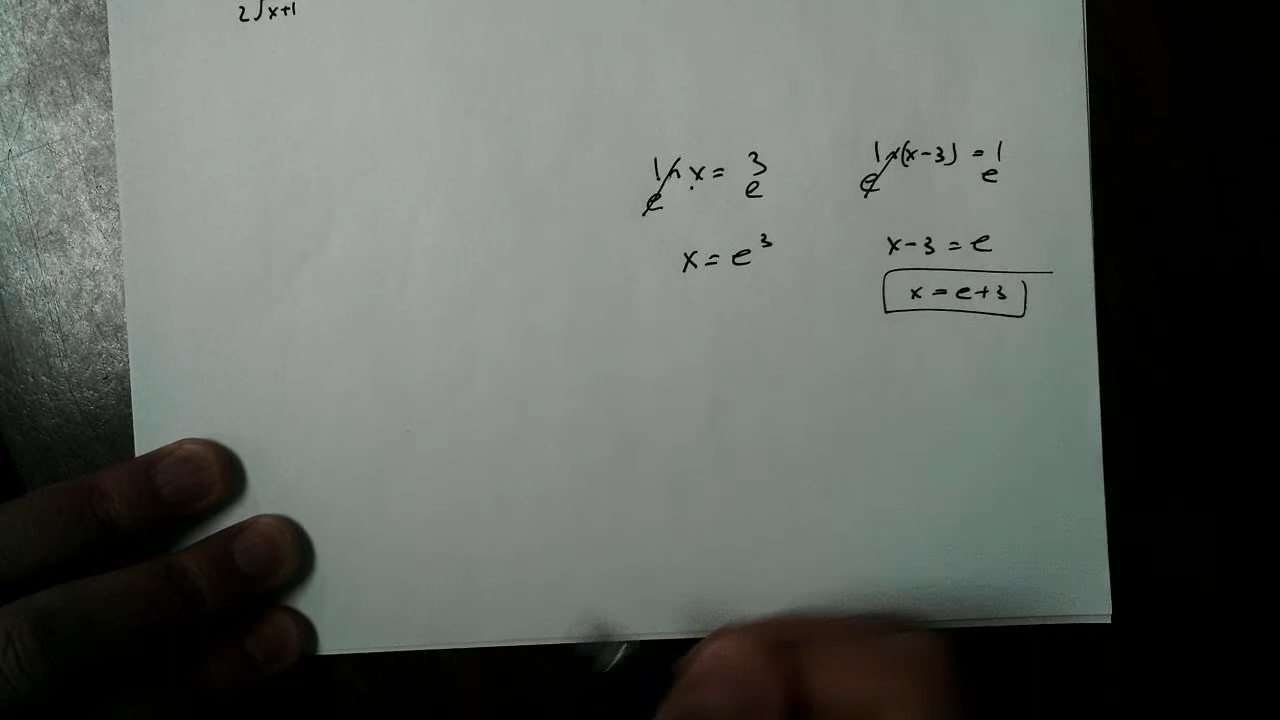 2√x+1
ln x = 3
e e
x = e³
ln(x-3) = 1
e e
x-3 = e
x = e+3